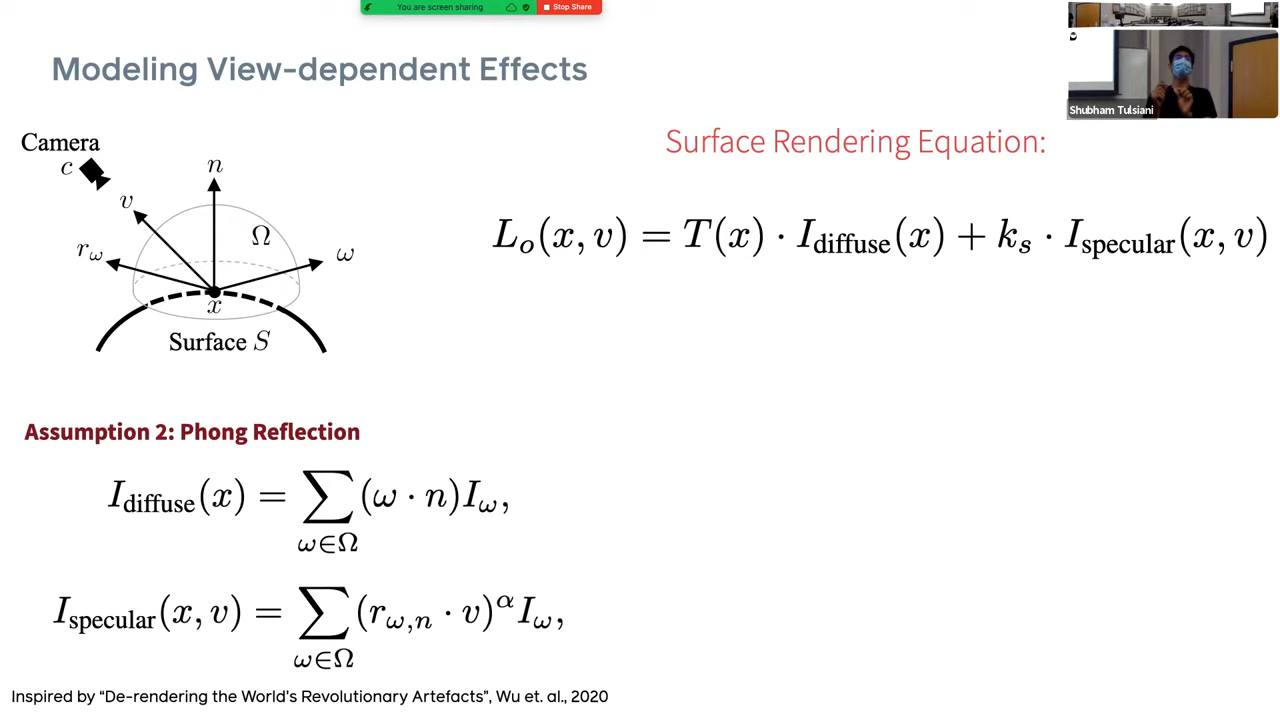 You are screen sharing
Stop Share
Modeling View-dependent Effects
Shubham Tulsiani
Camera
c
n
v
Ω
r_ω
ω
x
Surface S
Surface Rendering Equation:
L_o(x, v) = T(x) · I_diffuse(x) + k_s · I_specular(x, v)
Assumption 2: Phong Reflection
I_diffuse(x) = ∑_{ω∈Ω} (ω · n)I_ω,
I_specular(x, v) = ∑_{ω∈Ω} (r_{ω,n} · v)^α I_ω,
Inspired by “De-rendering the World's Revolutionary Artefacts”, Wu et. al., 2020